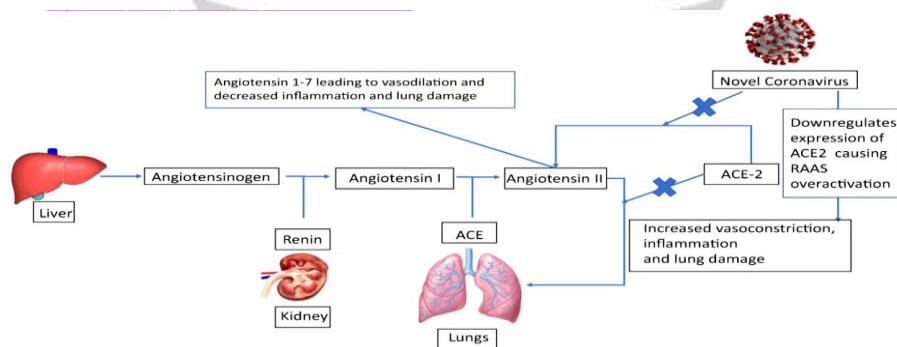 Novel Coronavirus
Angiotensin 1-7 leading to vasodilation and
decreased inflammation and lung damage
Downregulates
expression of
ACE2 causing
RAAS
overactivation
Liver
Angiotensinogen
Angiotensin I
Angiotensin II
ACE-2
Renin
Kidney
ACE
Lungs
Increased vasoconstriction,
inflammation
and lung damage